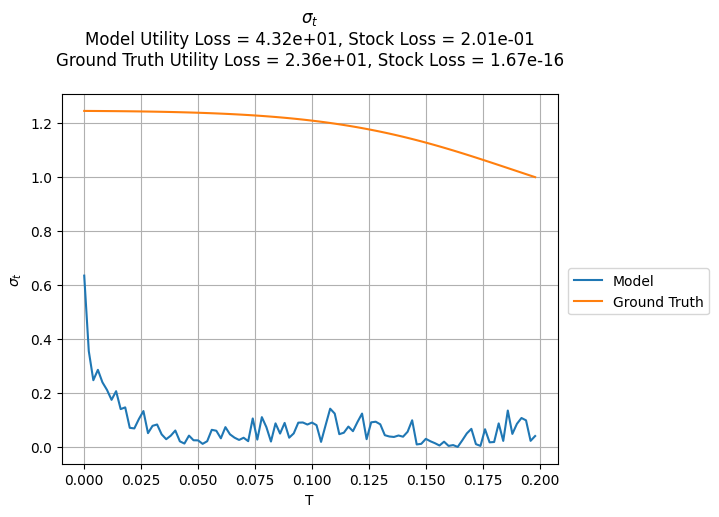 σt
Model Utility Loss = 4.32e+01, Stock Loss = 2.01e-01
Ground Truth Utility Loss = 2.36e+01, Stock Loss = 1.67e-16
1.2
1.0
0.8
0.6
0.4
0.2
0.0
σt
0.000 0.025 0.050 0.075 0.100 0.125 0.150 0.175 0.200
T
Model
Ground Truth